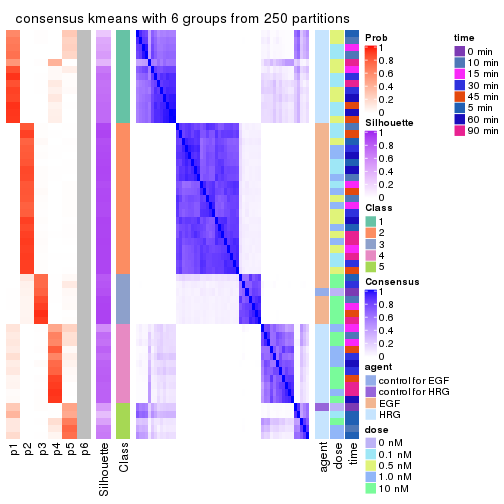 consensus kmeans with 6 groups from 250 partitions
Prob
1
0.8
0.6
0.4
0.2
0
Silhouette
1
0.8
0.6
0.4
0.2
0
Class
1
2
3
4
5
Consensus
1
0.8
0.6
0.4
0.2
0
agent
control for EGF
control for HRG
EGF
HRG
dose
0 nM
0.1 nM
0.5 nM
1.0 nM
10 nM
time
0 min
10 min
15 min
30 min
45 min
5 min
60 min
90 min
p1
p2
p3
p4
p5
p6
Silhouette
Class
agent
dose
time